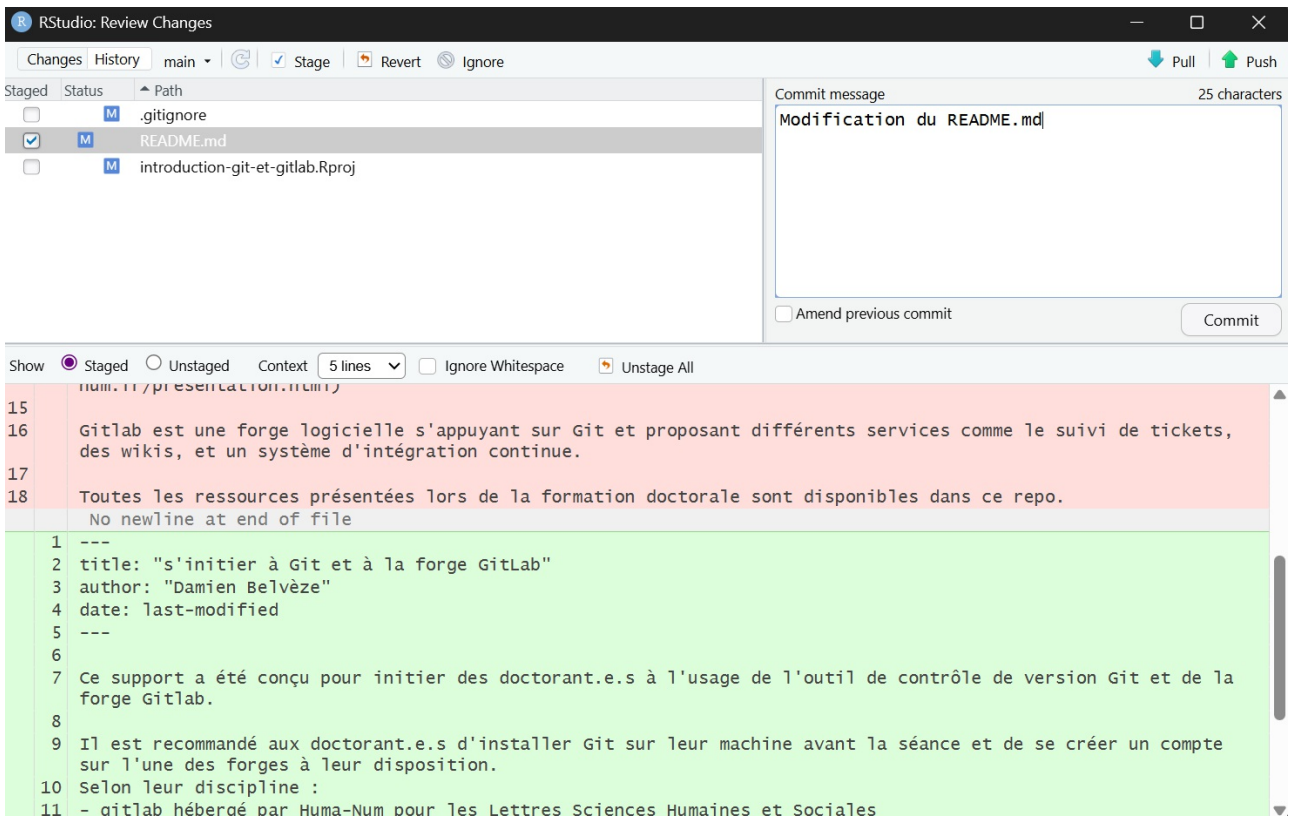 R RStudio: Review Changes
Changes History main Stage Revert Ignore Pull Push
Staged Status Path
M .gitignore
M README.md
M introduction-git-et-gitlab.Rproj
Commit message 25 characters
Modification du README.md
Amend previous commit Commit
Show Staged Unstaged Context 5 lines Ignore Whitespace Unstage All
num.fr/presentation.html)
15
16 Gitlab est une forge logicielle s'appuyant sur Git et proposant différents services comme le suivi de tickets,
des wikis, et un système d'intégration continue.
17
18 Toutes les ressources présentées lors de la formation doctorale sont disponibles dans ce repo.
No newline at end of file
1 ---
2 title: "s'initier à Git et à la forge GitLab"
3 author: "Damien Belvèze"
4 date: last-modified
5 ---
6
7 Ce support a été conçu pour initier des doctorant.e.s à l'usage de l'outil de contrôle de version Git et de la
forge Gitlab.
8
9 Il est recommandé aux doctorant.e.s d'installer Git sur leur machine avant la séance et de se créer un compte
sur l'une des forges à leur disposition.
10 Selon leur discipline :
11 - gitlab hébergé par Huma-Num pour les Lettres Sciences Humaines et Sociales